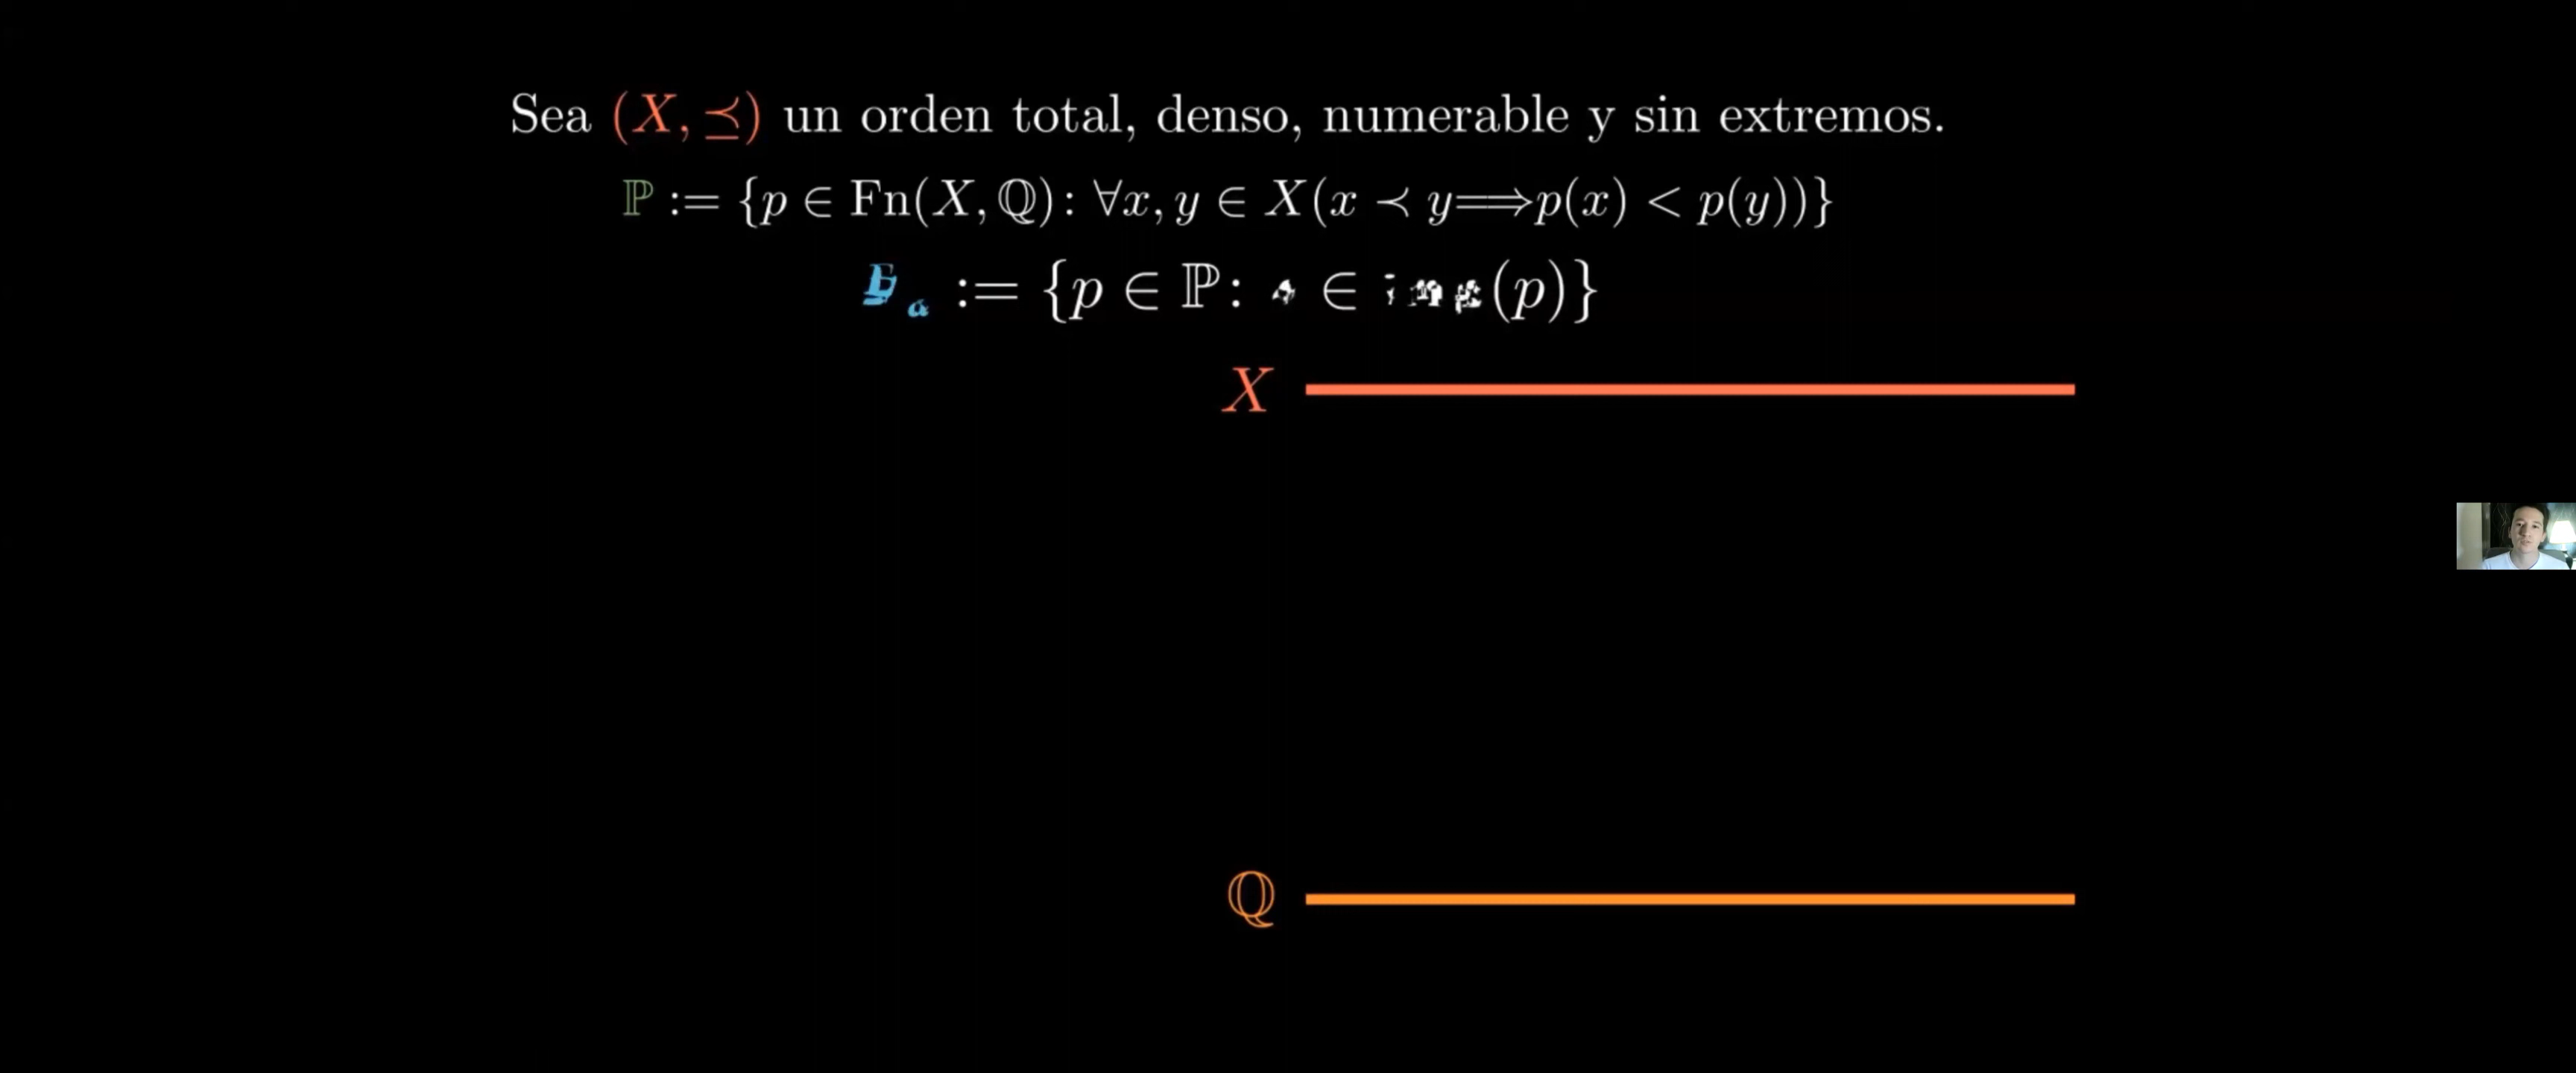 Sea (X, ⪯) un orden total, denso, numerable y sin extremos.
ℙ := {p ∈ Fn(X, ℚ): ∀x, y ∈ X(x ≺ y⟹p(x) < p(y))}
:= {p ∈ ℙ: ∈ (p)}
X
ℚ